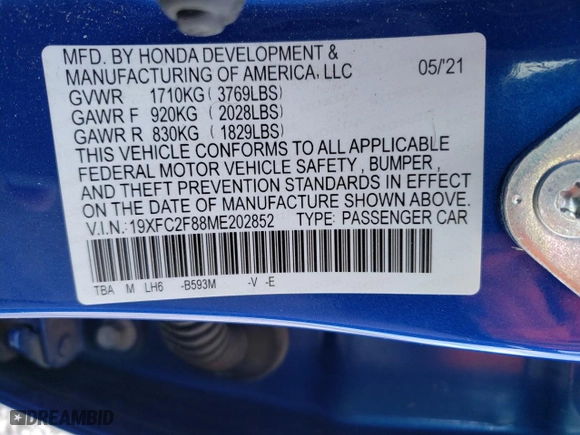 MFD. BY HONDA DEVELOPMENT &
MANUFACTURING OF AMERICA, LLC 05/'21
GVWR 1710KG ( 3769LBS)
GAWR F 920KG ( 2028LBS)
GAWR R 830KG ( 1829LBS)
THIS VEHICLE CONFORMS TO ALL APPLICABLE
FEDERAL MOTOR VEHICLE SAFETY , BUMPER,
AND THEFT PREVENTION STANDARDS IN EFFECT
ON THE DATE OF MANUFACTURE SHOWN ABOVE.
V.I.N.:19XFC2F88ME202852 TYPE: PASSENGER CAR
TBA M LH6 -B593M -V -E
DREAMBID